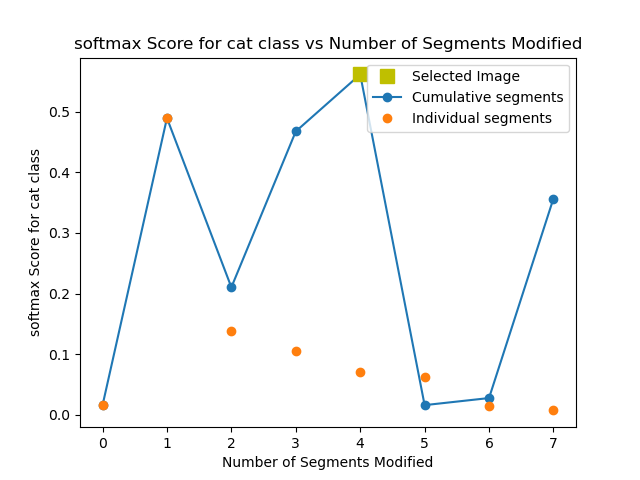 softmax Score for cat class vs Number of Segments Modified
softmax Score for cat class
0.5
0.4
0.3
0.2
0.1
0.0
Selected Image
Cumulative segments
Individual segments
0 1 2 3 4 5 6 7
Number of Segments Modified